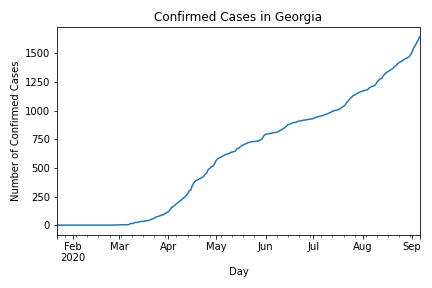 Confirmed Cases in Georgia
Number of Confirmed Cases
1500
1250
1000
750
500
250
0
Feb Mar Apr May Jun Jul Aug Sep
2020
Day